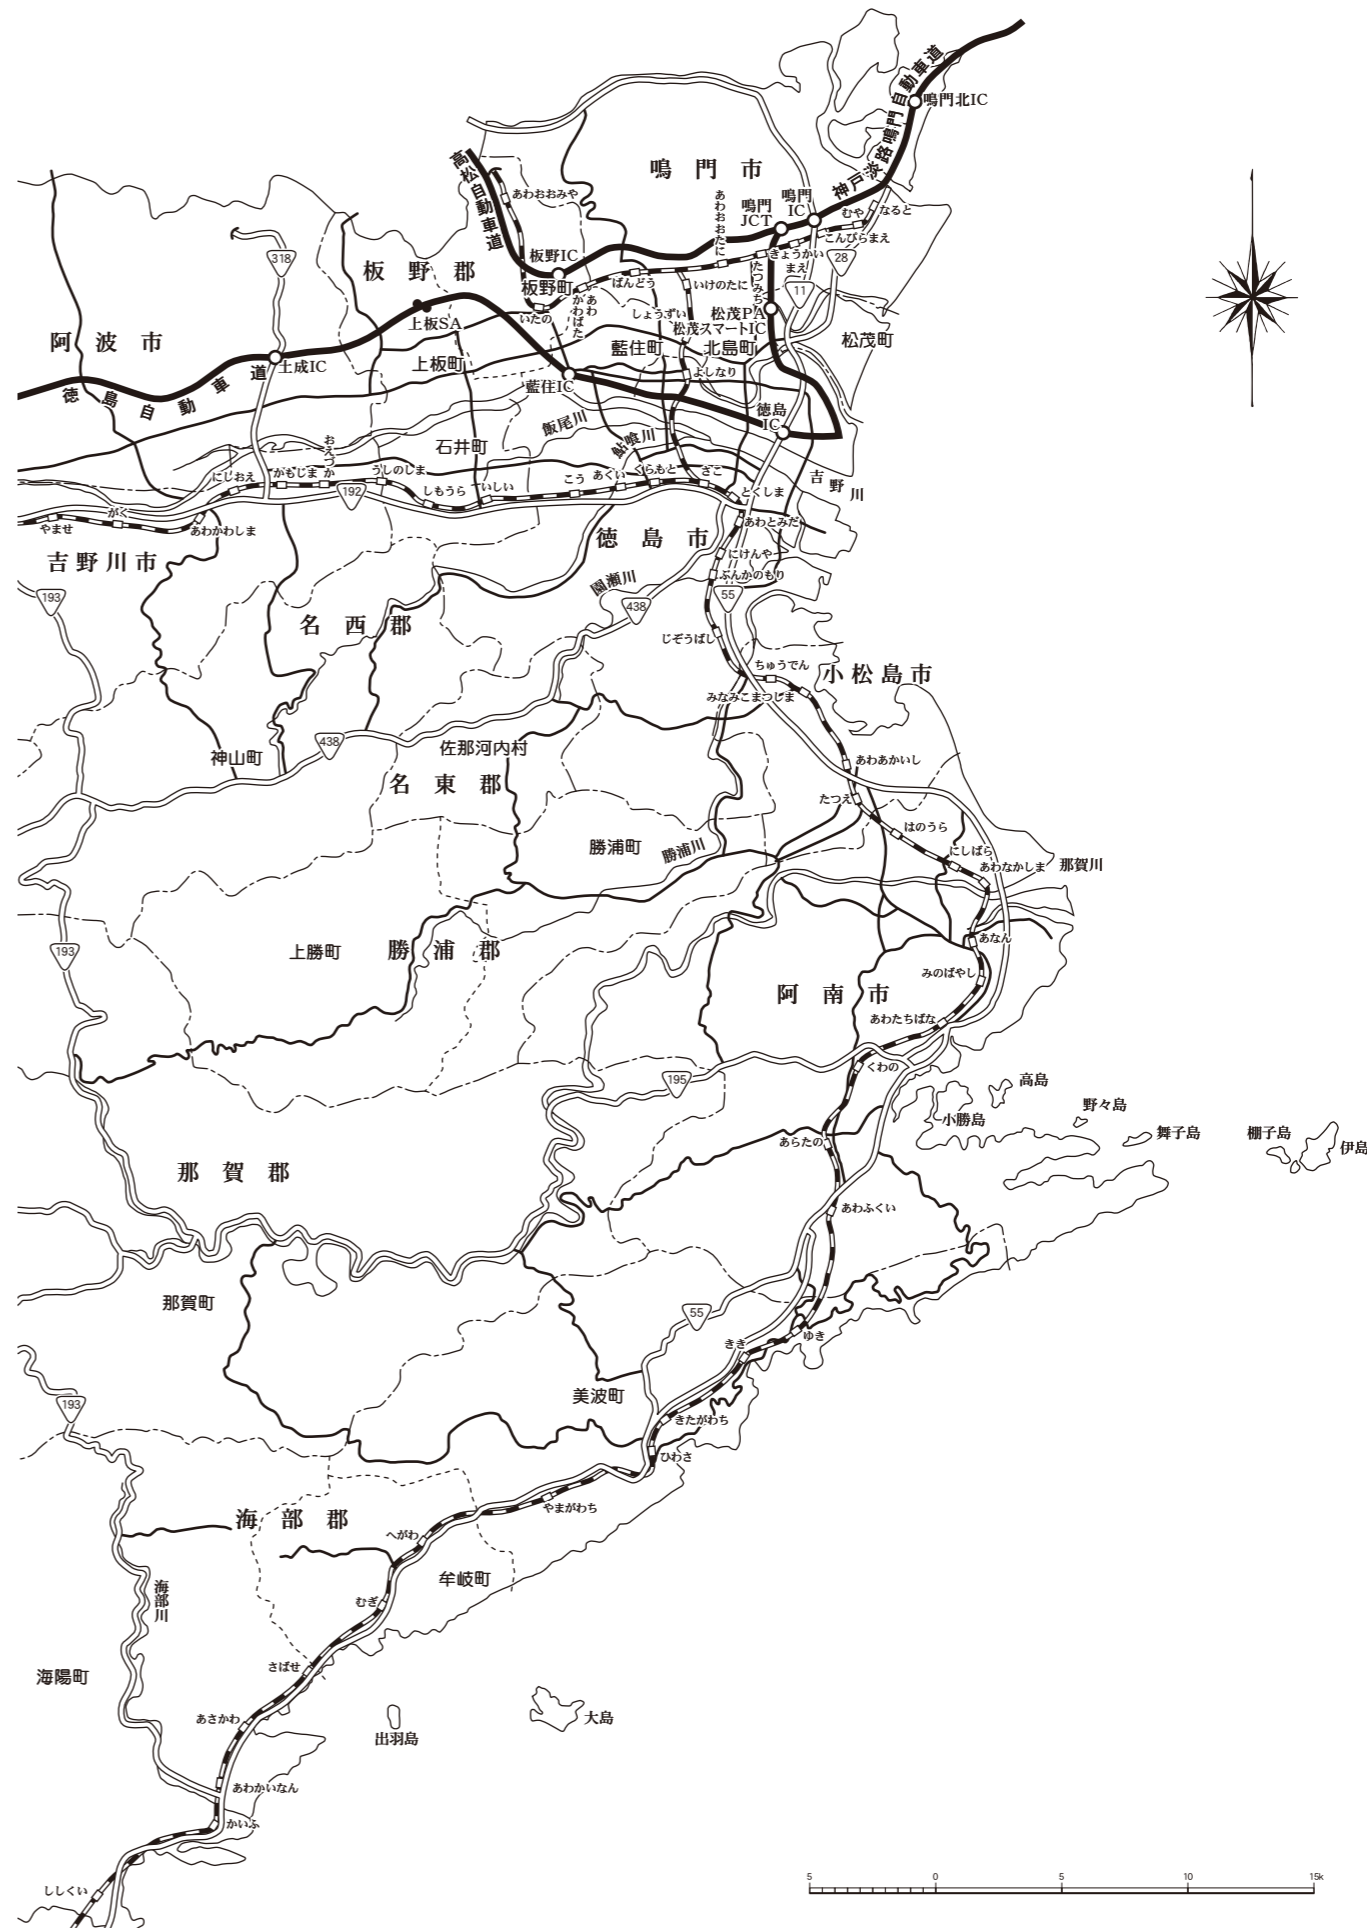 神戸淡路鳴門自動車道
鳴門北IC
鳴門市
高松自動車道
あわおおみや
あわおおたに
鳴門
JCT
鳴門
IC
むや
なると
こんぴらまえ
きょうかい
まえ
28
318
板野郡
板野IC
板野町
ばんどう
いけのたに
たつみちゅ
11
松茂PA
松茂スマートIC
上板SA
いたの
あわ
かわばた
しょうずい
阿波市
土成IC
上板町
藍住町
北島町
松茂町
徳島自動車道
藍住IC
よしなり
徳島
IC
飯尾川
鮎喰川
石井町
おえづか
にしおえ
かもじま
うしのしま
しもうら
いしい
こう
あくい
くらもと
さこ
とくしま
吉野川
192
やませ
がく
あわかわしま
あわとみだ
吉野川市
徳島市
にけんや
ぶんかのもり
193
園瀬川
438
55
名西郡
じぞうばし
ちゅうでん
小松島市
みなみこまつしま
438
神山町
佐那河内村
あわあかいし
名東郡
たつえ
はのうら
勝浦町
勝浦川
にしばら
あわなかしま
那賀川
193
上勝町
勝浦郡
あなん
みのばやし
阿南市
あわたちばな
くわの
195
高島
小勝島
野々島
舞子島
棚子島
伊島
あらたの
那賀郡
あわふくい
那賀町
55
きき
ゆき
193
美波町
きたがわち
ひわさ
やまがわち
海部郡
へがわ
牟岐町
海部川
むぎ
さばせ
海陽町
あさかわ
出羽島
大島
あわかいなん
かいふ
ししくい
5 0 5 10 15k